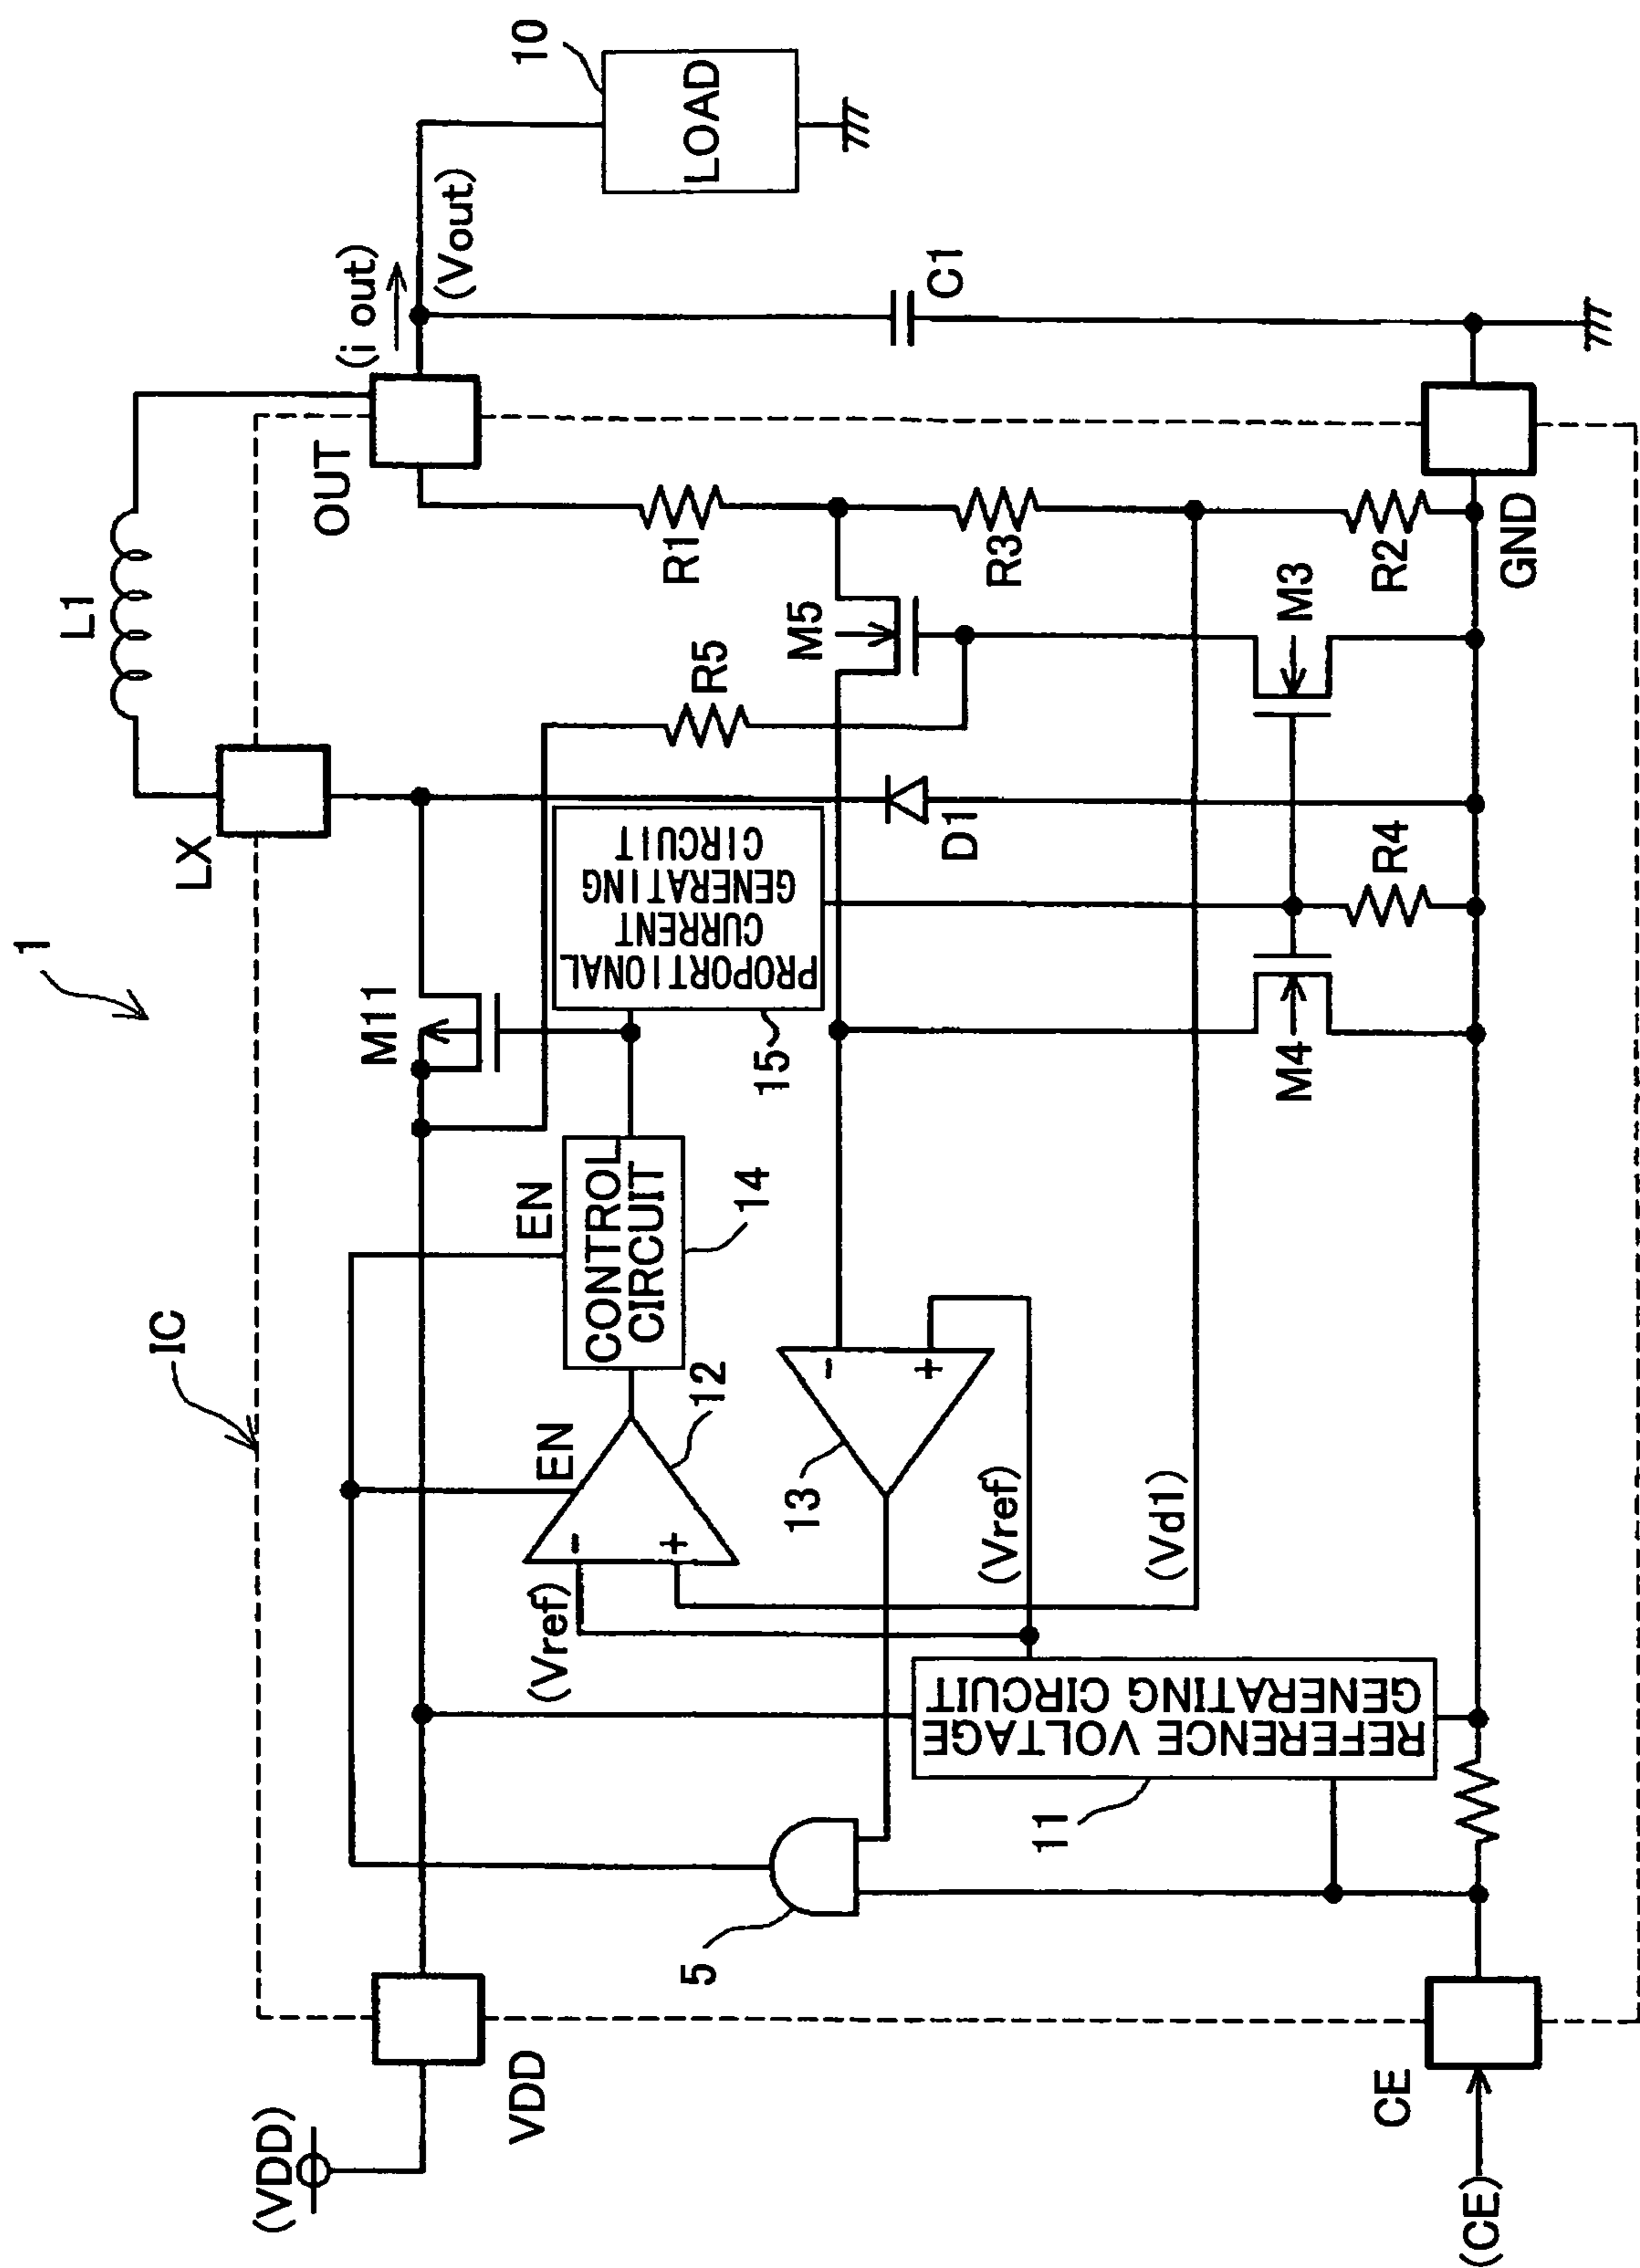 1
IC
L1
LX
OUT
(i out)
(Vout)
10
LOAD
C1
(VDD)
VDD
M11
EN
EN
CONTROL
CIRCUIT
14
12
-
+
(Vref)
PROPORTIONAL
CURRENT
GENERATING
CIRCUIT
15
R5
R1
M5
13
-
+
(Vref)
(Vd1)
D1
R3
5
11
REFERENCE VOLTAGE
GENERATING CIRCUIT
M4
R4
M3
R2
CE
(CE)
GND